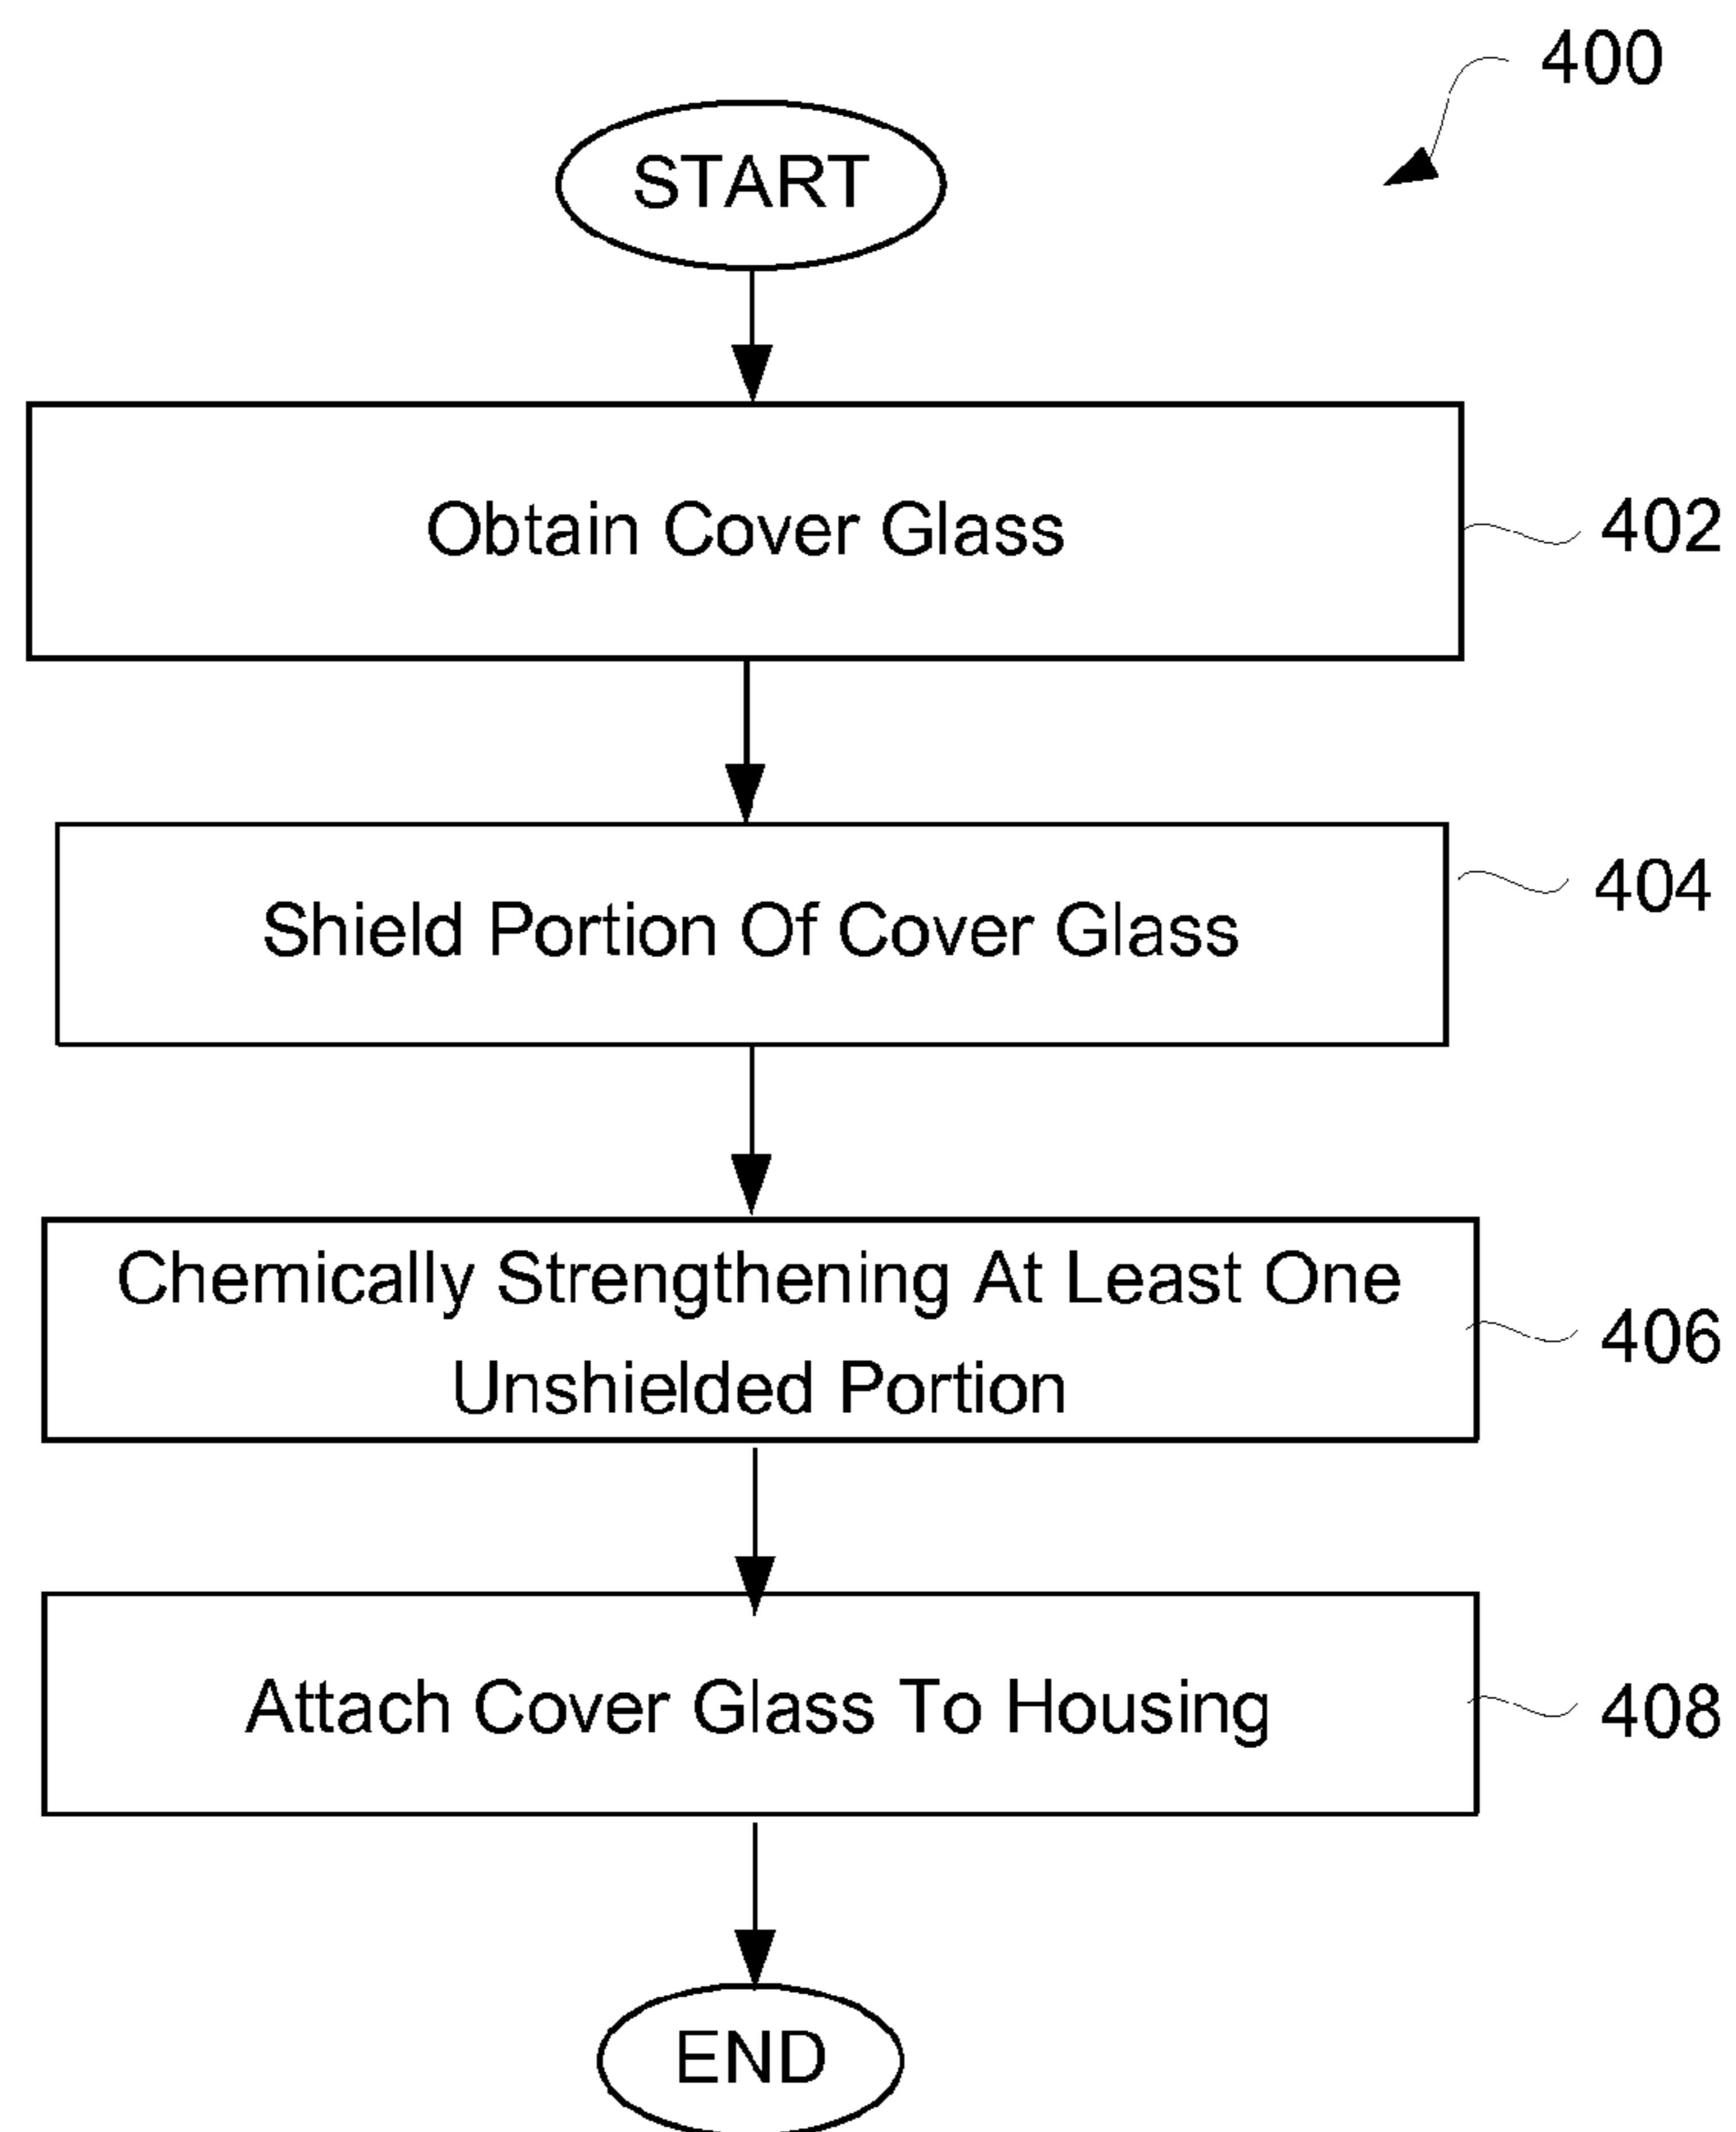 400
START
Obtain Cover Glass
402
Shield Portion Of Cover Glass
404
Chemically Strengthening At Least One
Unshielded Portion
406
Attach Cover Glass To Housing
408
END